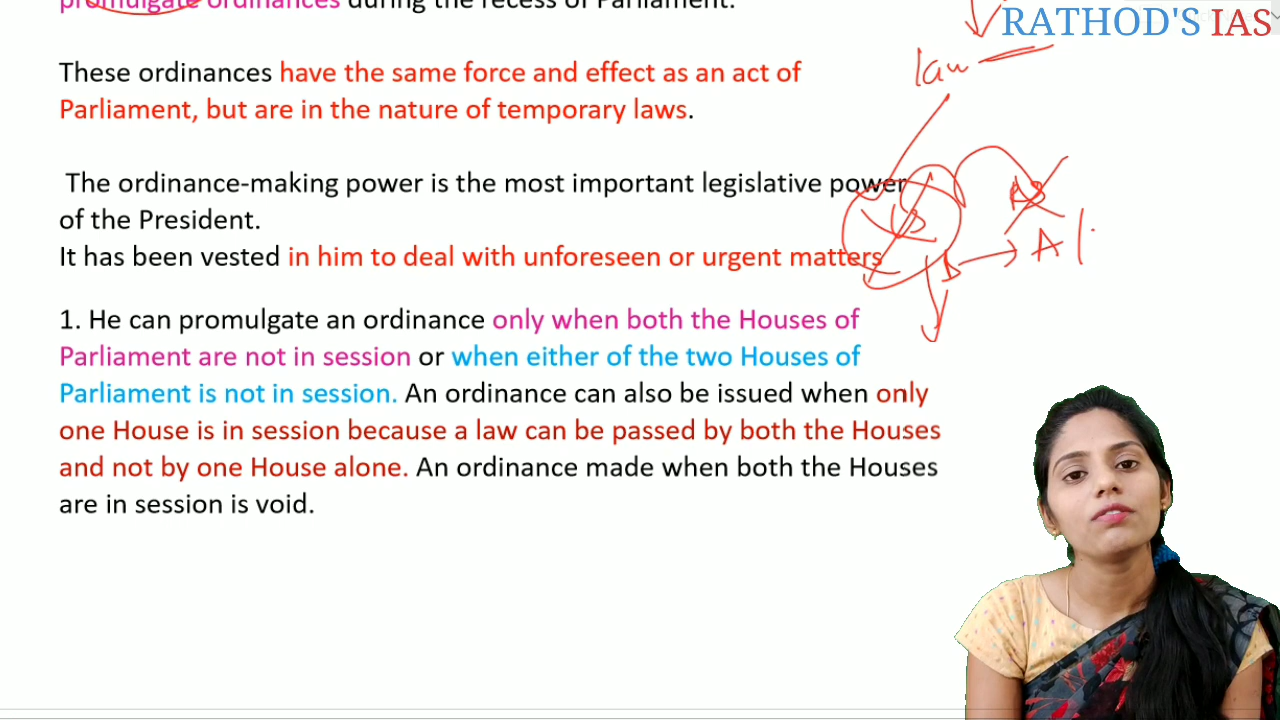 promulgate ordinances during the recess of Parliament.
RATHOD'S IAS
law
These ordinances have the same force and effect as an act of
Parliament, but are in the nature of temporary laws.
The ordinance-making power is the most important legislative power
of the President.
It has been vested in him to deal with unforeseen or urgent matters
1. He can promulgate an ordinance only when both the Houses of
Parliament are not in session or when either of the two Houses of
Parliament is not in session. An ordinance can also be issued when only
one House is in session because a law can be passed by both the Houses
and not by one House alone. An ordinance made when both the Houses
are in session is void.